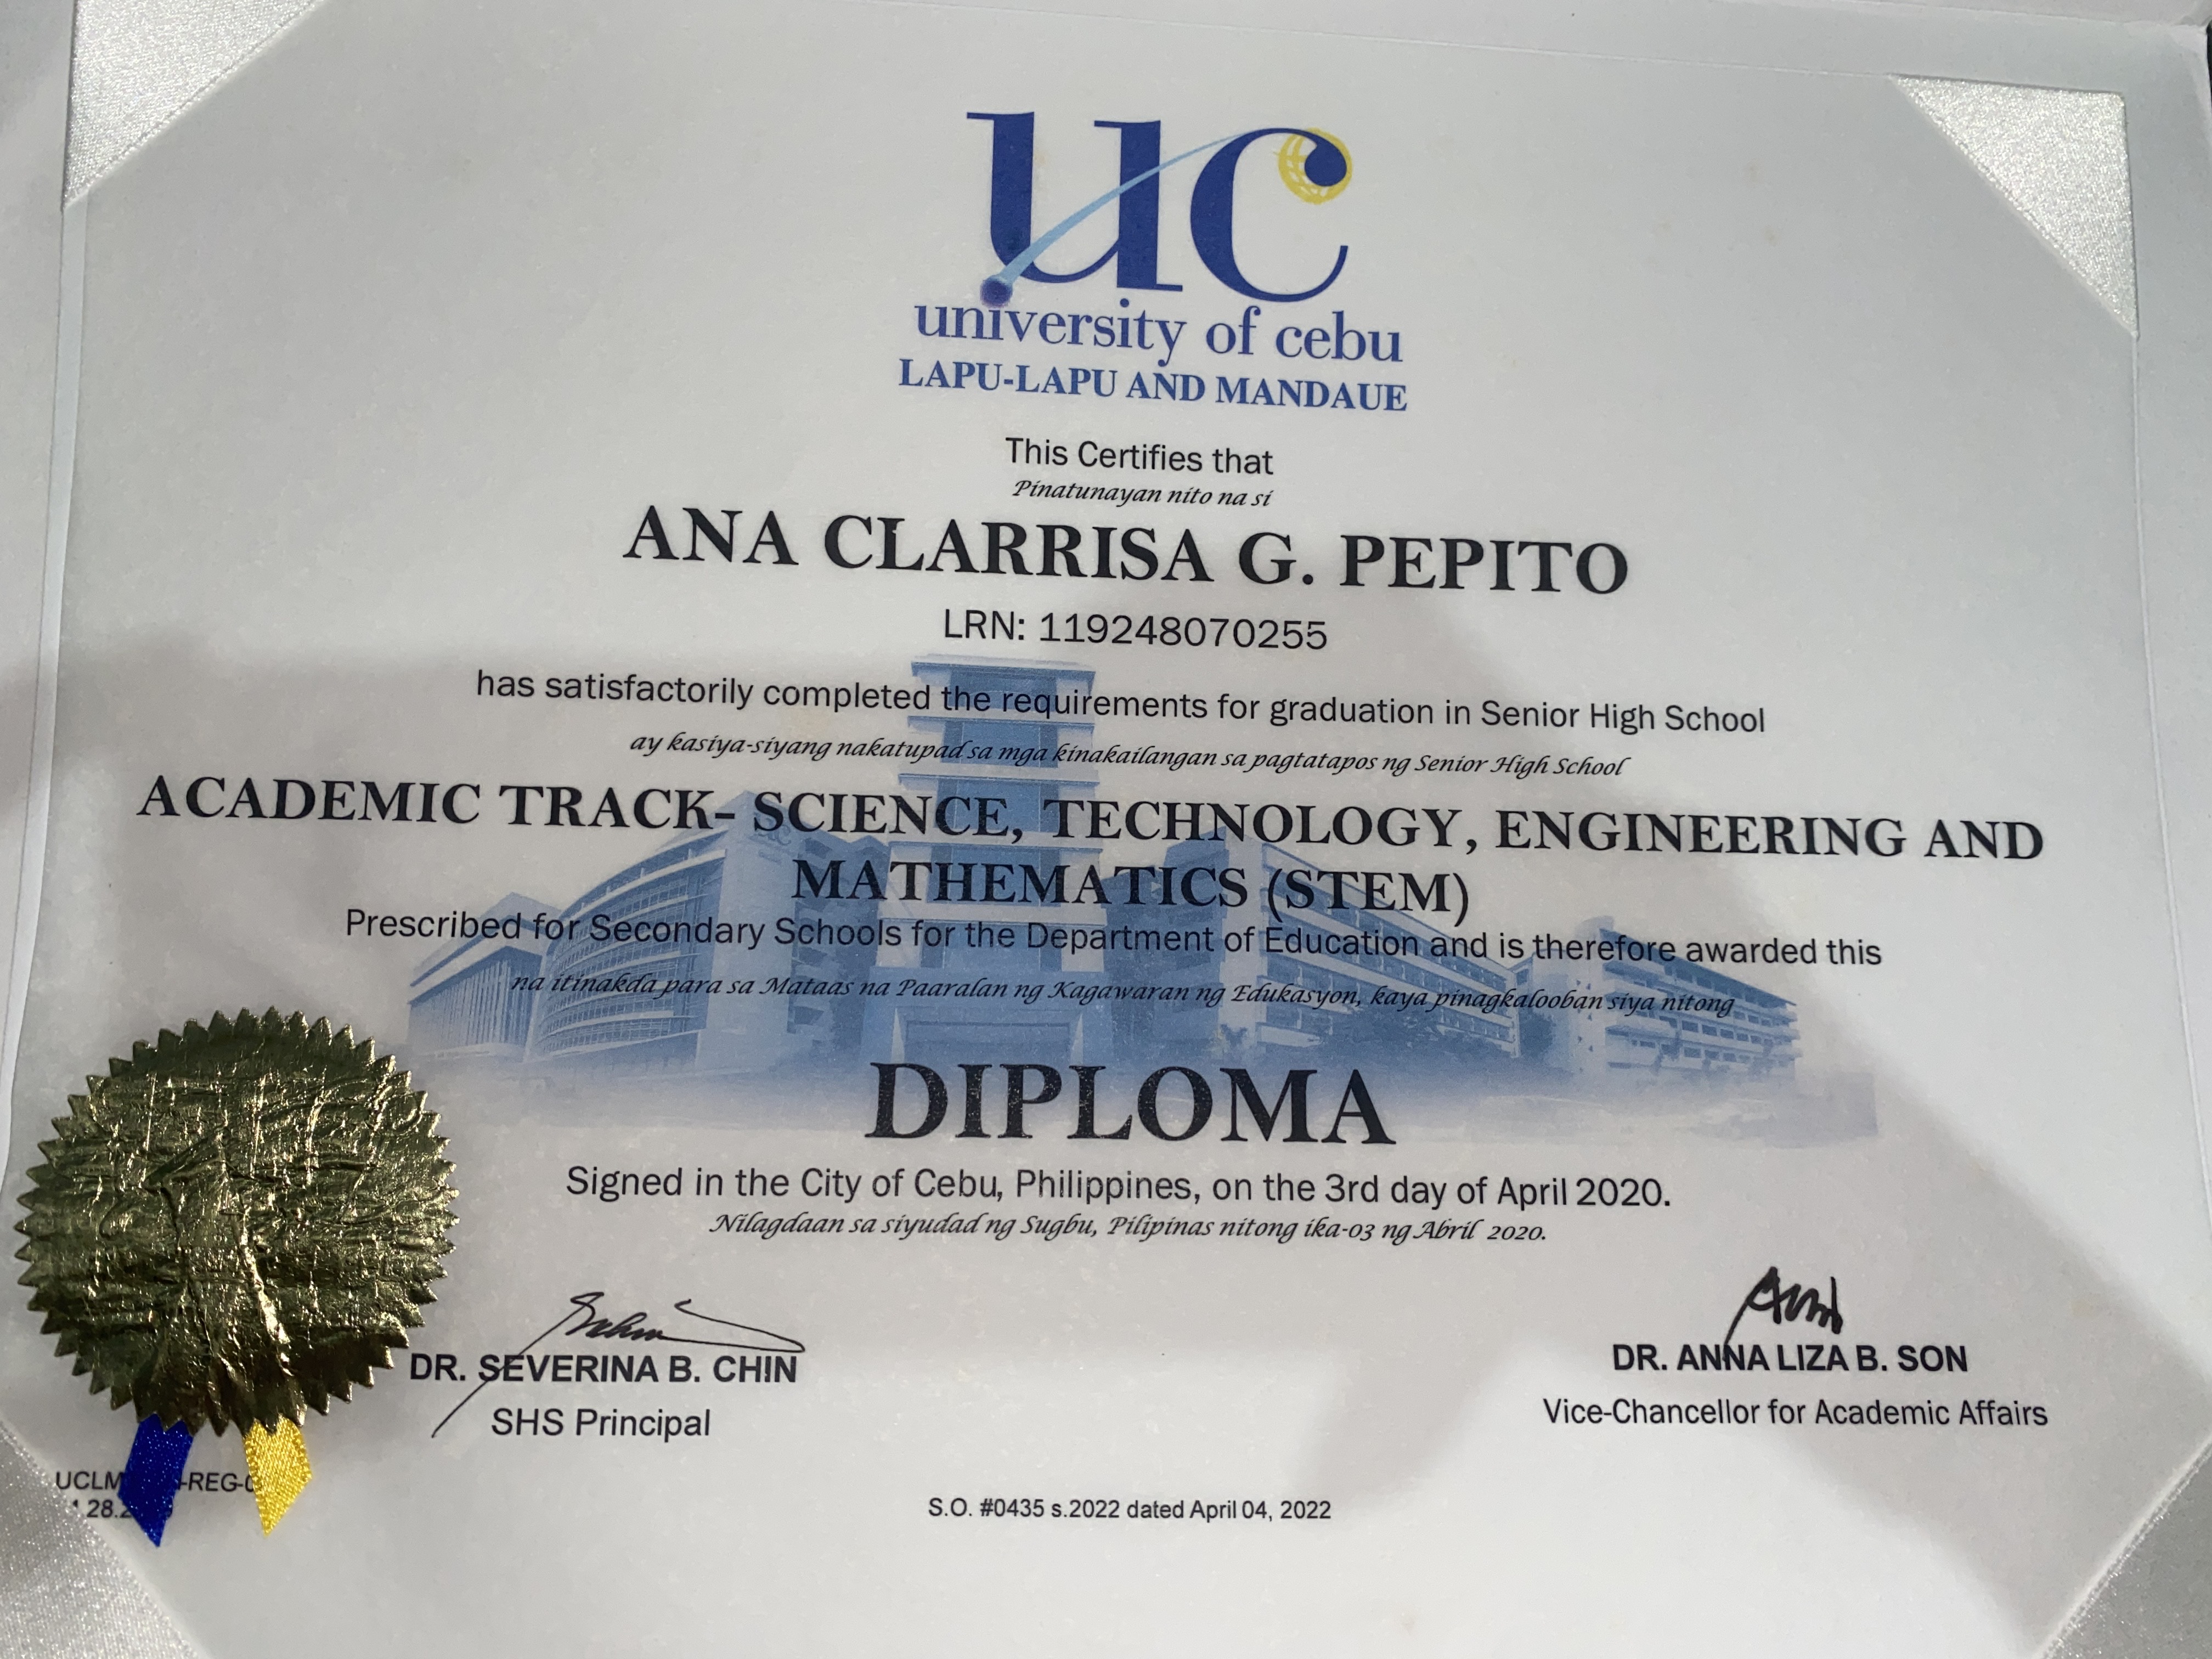 uc
university of cebu
LAPU-LAPU AND MANDAUE
This Certifies that
Pinatunayan nito na si
ANA CLARRISA G. PEPITO
LRN: 119248070255
has satisfactorily completed the requirements for graduation in Senior High School
ay kasiya-siyang nakatupad sa mga kinakailangan sa pagtatapos ng Senior High School
ACADEMIC TRACK- SCIENCE, TECHNOLOGY, ENGINEERING AND
MATHEMATICS (STEM)
Prescribed for Secondary Schools for the Department of Education and is therefore awarded this
na itinakda para sa Mataas na Paaralan ng Kagawaran ng Edukasyon, kaya pinagkalooban siya nitong
DIPLOMA
Signed in the City of Cebu, Philippines, on the 3rd day of April 2020.
Nilagdaan sa siyudad ng Sugbu, Pilipinas nitong ika-03 ng Abril 2020.
DR. SEVERINA B. CHIN
SHS Principal
DR. ANNA LIZA B. SON
Vice-Chancellor for Academic Affairs
UCLM -REG-
28.
S.O. #0435 s.2022 dated April 04, 2022